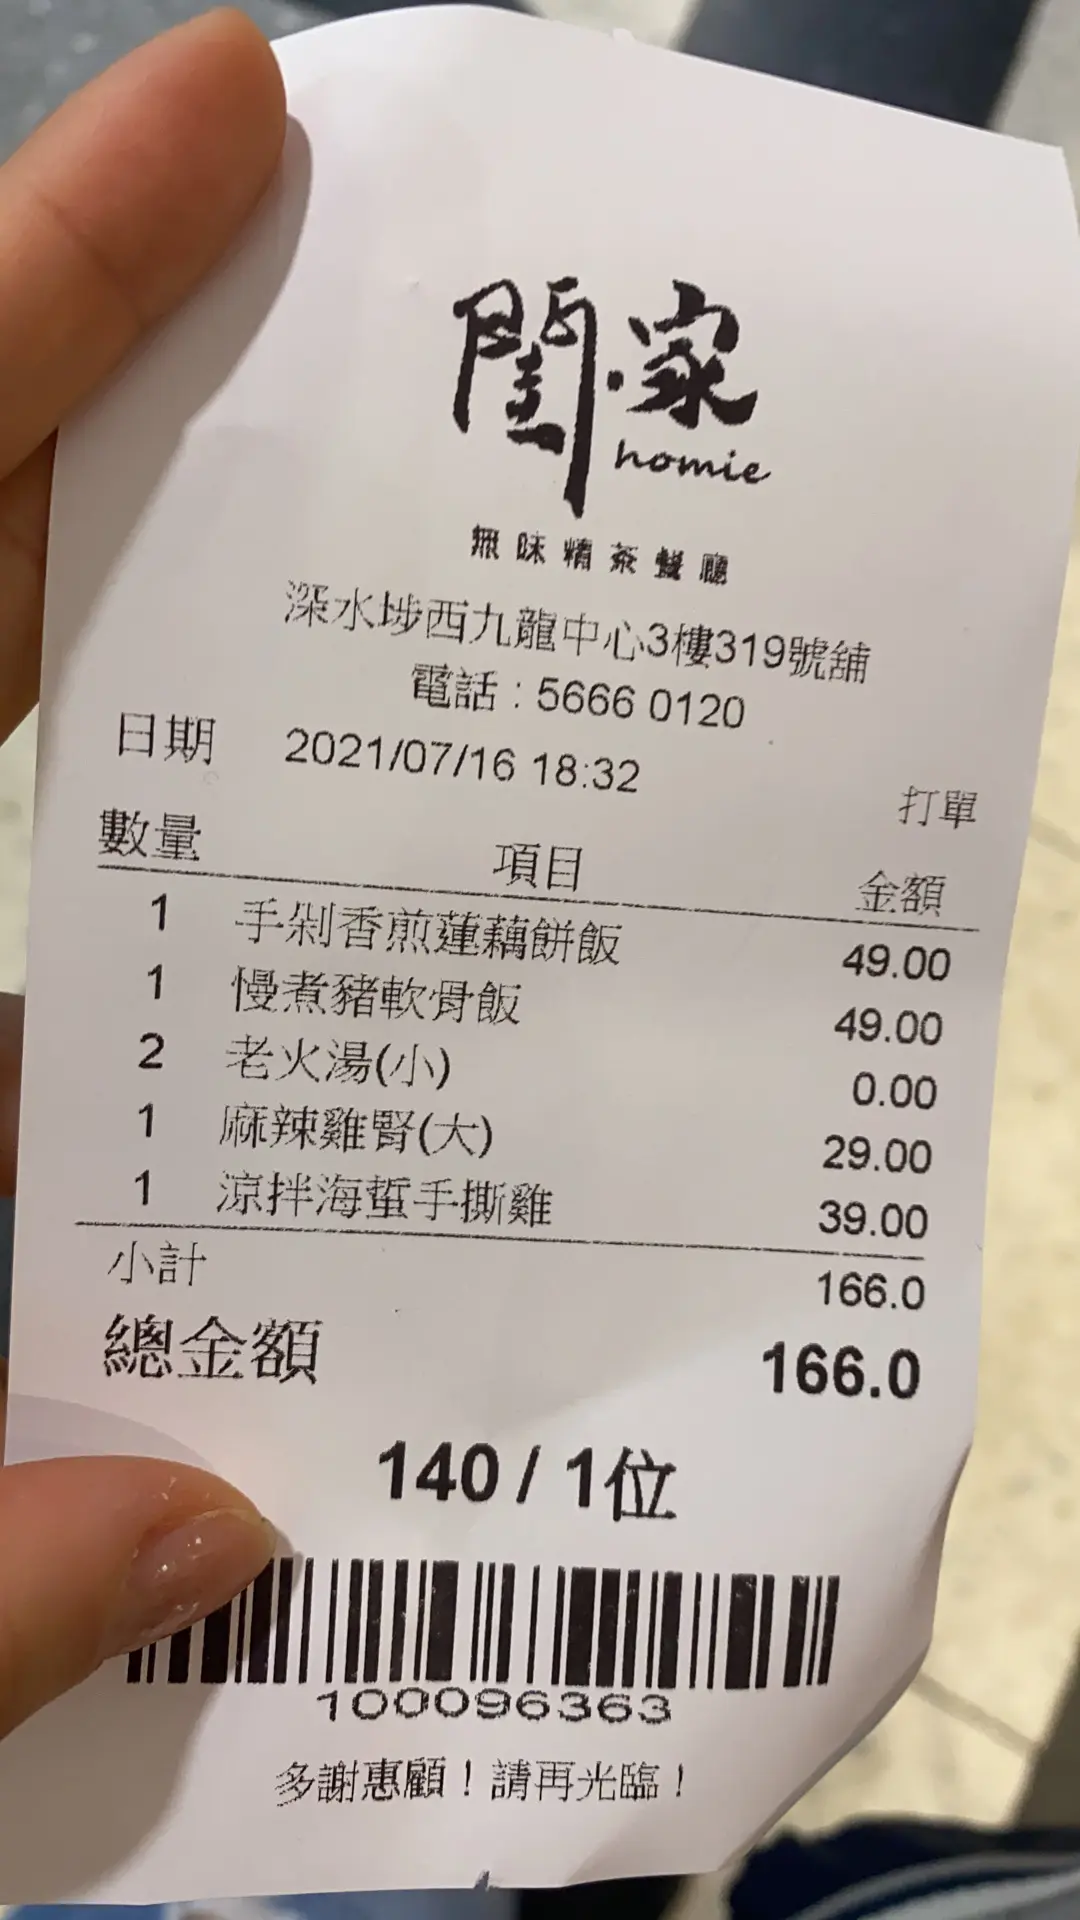 閨·家
homie
無味精茶餐廳
深水埗西九龍中心3樓319號舖
電話：5666 0120
日期 2021/07/16 18:32
打單
數量 項目 金額
1 手剁香煎蓮藕餅飯 49.00
1 慢煮豬軟骨飯 49.00
2 老火湯(小) 0.00
1 麻辣雞腎(大) 29.00
1 涼拌海蜇手撕雞 39.00
小計 166.0
總金額 166.0
140 / 1位
100096363
多謝惠顧！請再光臨！